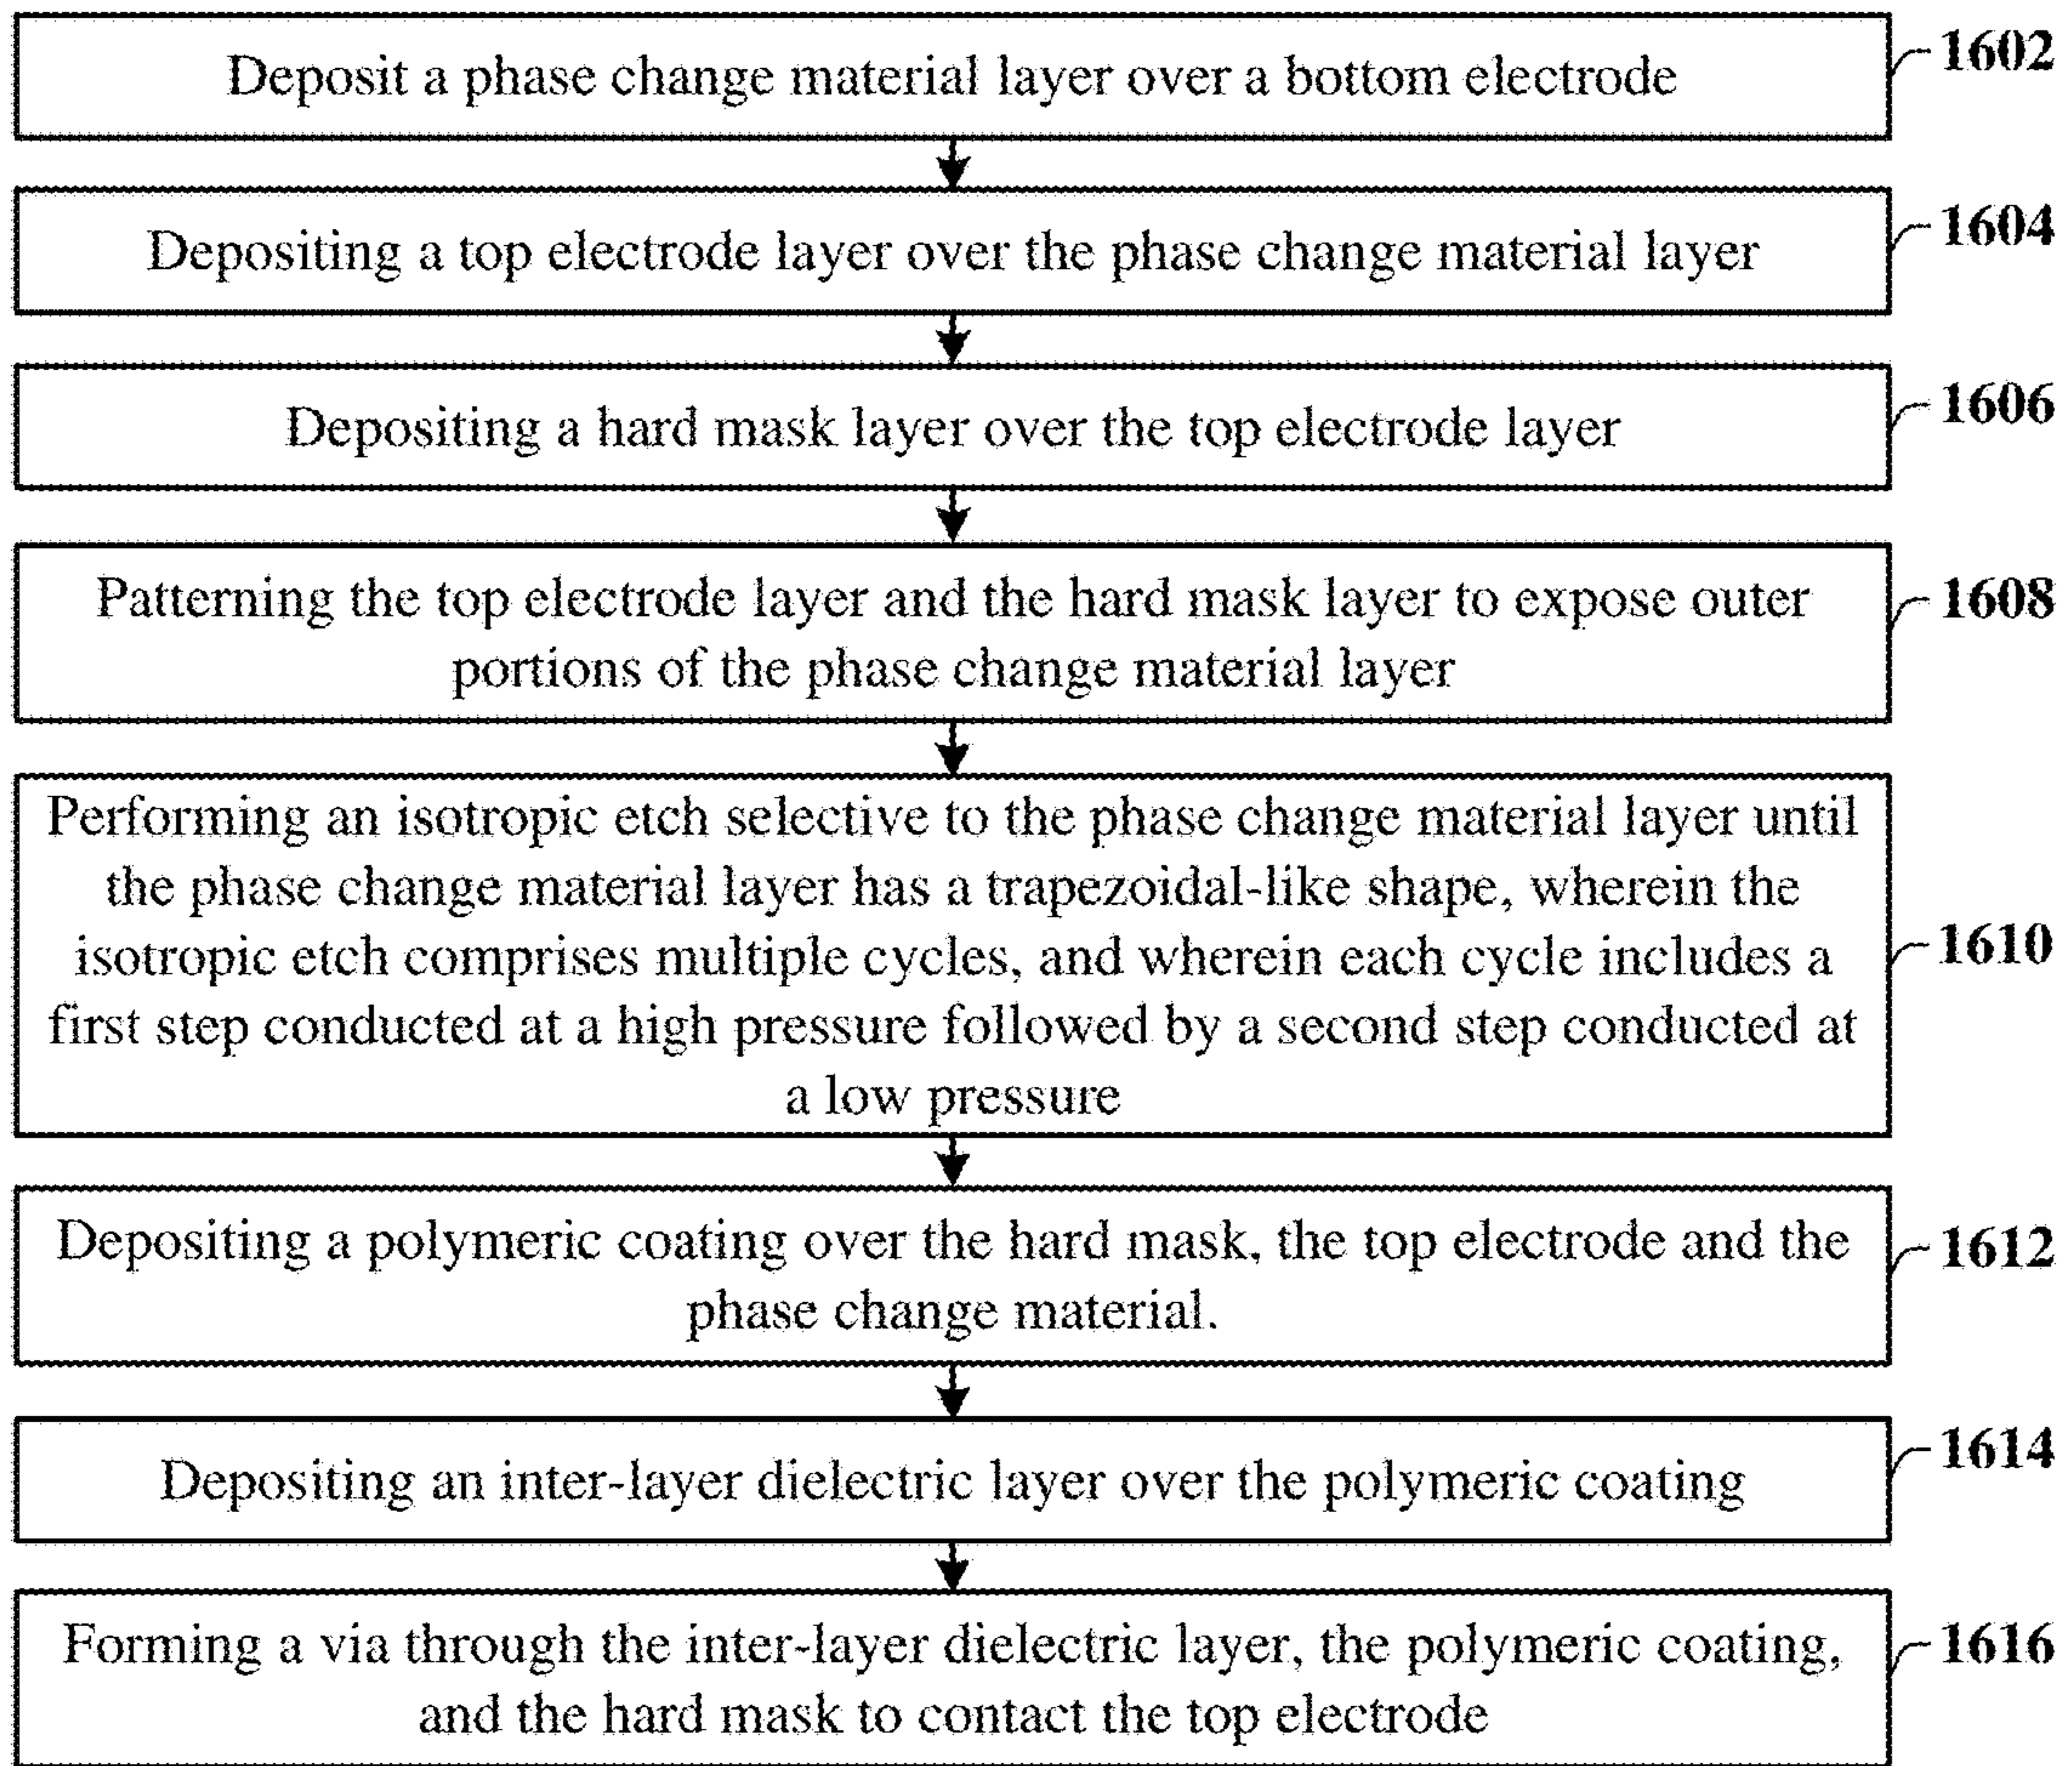 Deposit a phase change material layer over a bottom electrode
1602
Depositing a top electrode layer over the phase change material layer
1604
Depositing a hard mask layer over the top electrode layer
1606
Patterning the top electrode layer and the hard mask layer to expose outer
portions of the phase change material layer
1608
Performing an isotropic etch selective to the phase change material layer until
the phase change material layer has a trapezoidal-like shape, wherein the
isotropic etch comprises multiple cycles, and wherein each cycle includes a
first step conducted at a high pressure followed by a second step conducted at
a low pressure
1610
Depositing a polymeric coating over the hard mask, the top electrode and the
phase change material.
1612
Depositing an inter-layer dielectric layer over the polymeric coating
1614
Forming a via through the inter-layer dielectric layer, the polymeric coating,
and the hard mask to contact the top electrode
1616